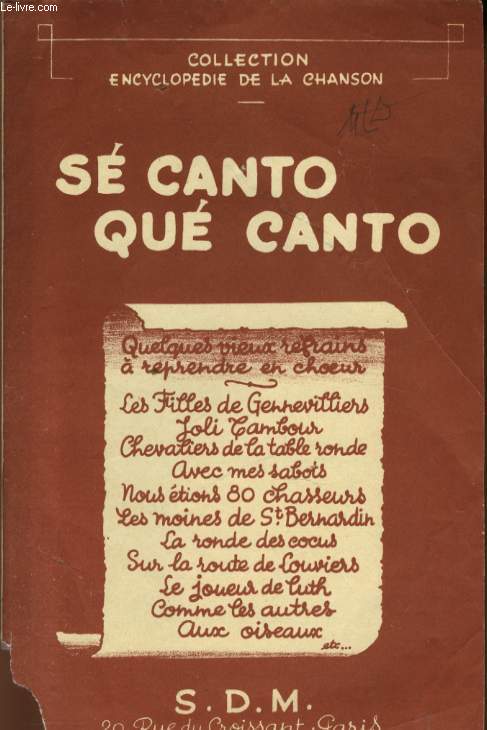 Le-livre.com
COLLECTION
ENCYCLOPEDIE DE LA CHANSON
SÉ CANTO
QUÉ CANTO
Quelques vieux refrains
à reprendre en choeur
Les Filles de Gennevilliers
Joli Tambour
Chevaliers de la table ronde
Avec mes sabots
Nous étions 80 chasseurs
Les moines de St. Bernardin
La ronde des cocus
Sur la route de Louviers
Le joueur de luth
Comme les autres
Aux oiseaux
etc...
S.D.M.
20 Rue du Croissant Paris